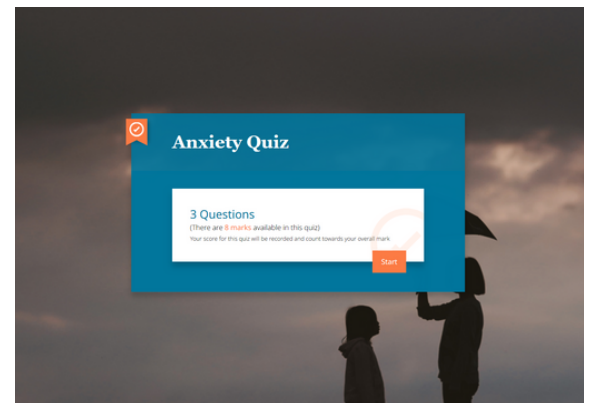 Anxiety Quiz
3 Questions
(There are 8 marks available in this quiz)
Your score for this quiz will be recorded and count towards your overall mark
Start